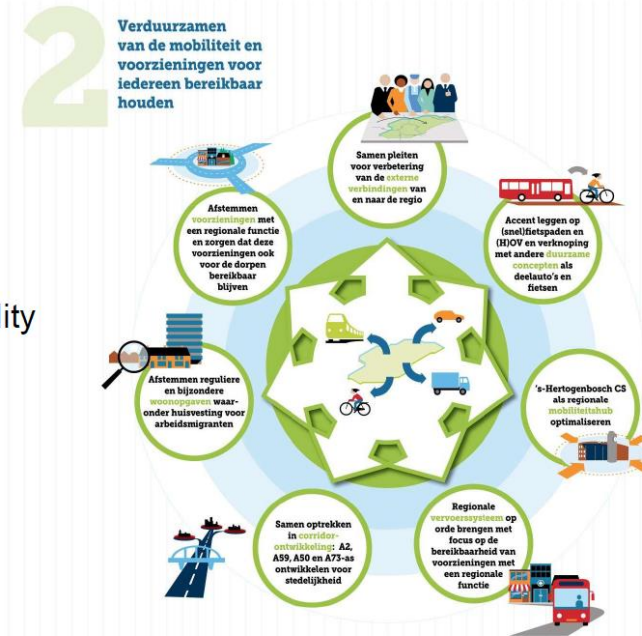 2
Verduurzamen
van de mobiliteit en
voorzieningen voor
iedereen bereikbaar
houden
Samen pleiten
voor verbetering
van de externe
verbindingen van
en naar de regio
Accent leggen op
(snel)fietspaden en
(H)OV en verknoping
met andere duurzame
concepten als
deelauto's en
fietsen
's-Hertogenbosch CS
als regionale
mobiliteitshub
optimaliseren
Regionale
vervoerssysteem op
orde brengen met
focus op de
bereikbaarheid van
voorzieningen met
een regionale
functie
Samen optrekken
in corridor-
ontwikkeling: A2,
A59, A50 en A73-as
ontwikkelen voor
stedelijkheid
Afstemmen reguliere
en bijzondere
woonopgaven waar-
onder huisvesting voor
arbeidsmigranten
Afstemmen
voorzieningen met
een regionale functie
en zorgen dat deze
voorzieningen ook
voor de dorpen
bereikbaar
blijven
lity